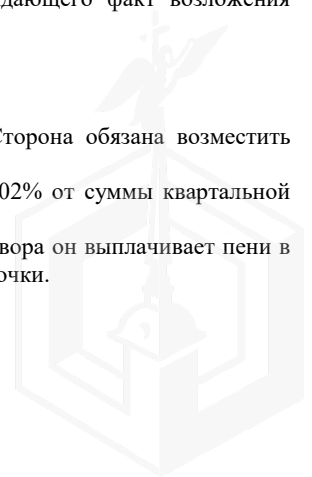 дающего факт возложения
Сторона обязана возместить
02% от суммы квартальной
вора он выплачивает пени в
очки.